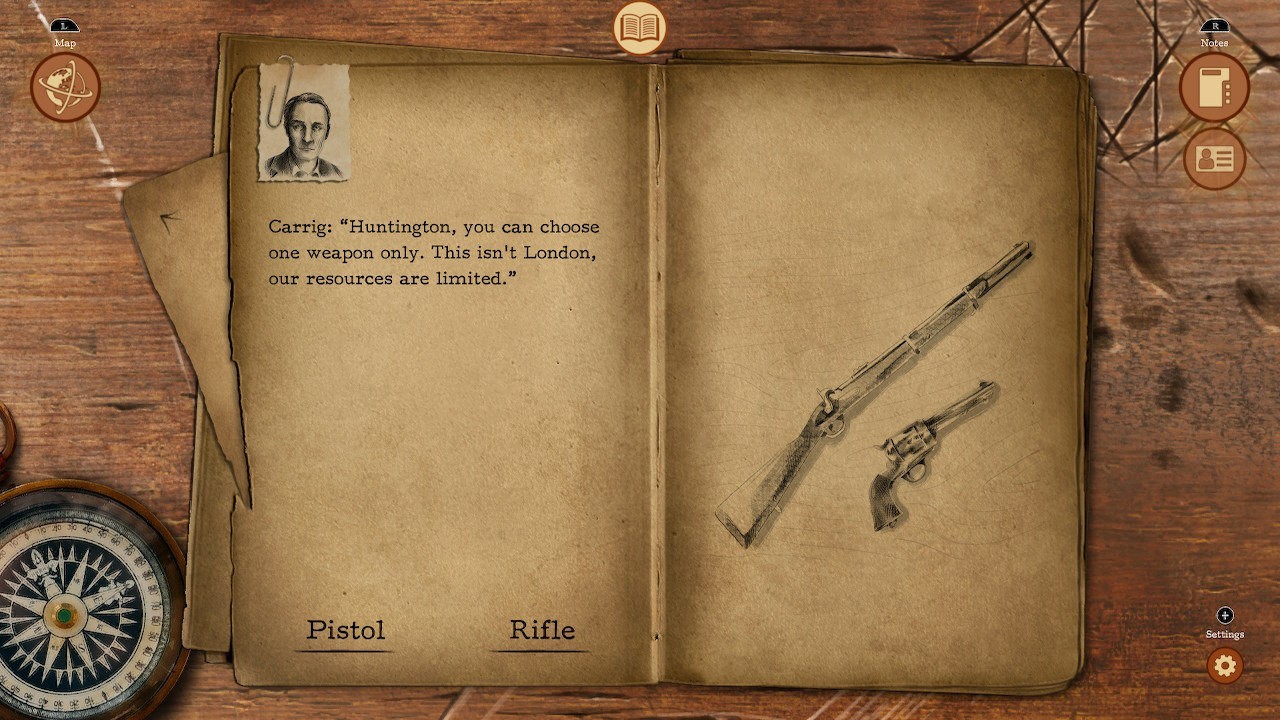 L
Map
R
Notes
Carrig: “Huntington, you can choose
one weapon only. This isn't London,
our resources are limited.”
Pistol
Rifle
+
Settings